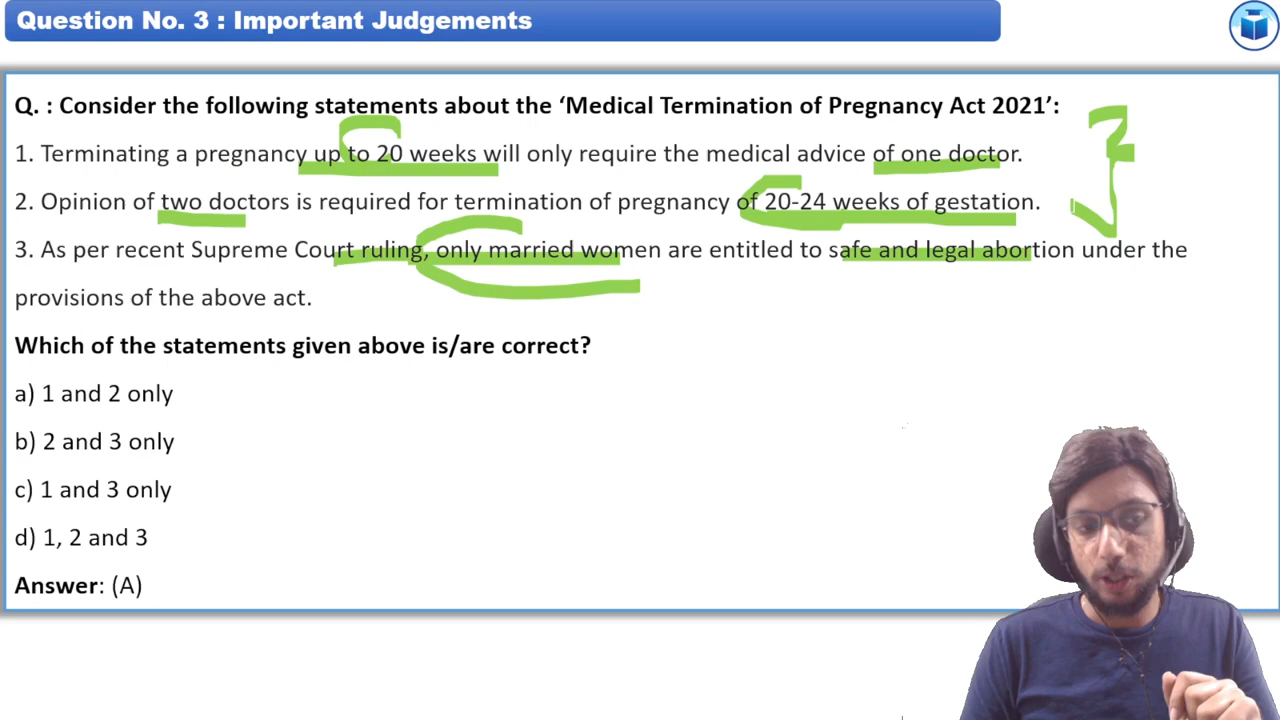 Question No. 3 : Important Judgements
Q. : Consider the following statements about the ‘Medical Termination of Pregnancy Act 2021’:
1. Terminating a pregnancy up to 20 weeks will only require the medical advice of one doctor.
2. Opinion of two doctors is required for termination of pregnancy of 20-24 weeks of gestation.
3. As per recent Supreme Court ruling, only married women are entitled to safe and legal abortion under the
provisions of the above act.
Which of the statements given above is/are correct?
a) 1 and 2 only
b) 2 and 3 only
c) 1 and 3 only
d) 1, 2 and 3
Answer: (A)